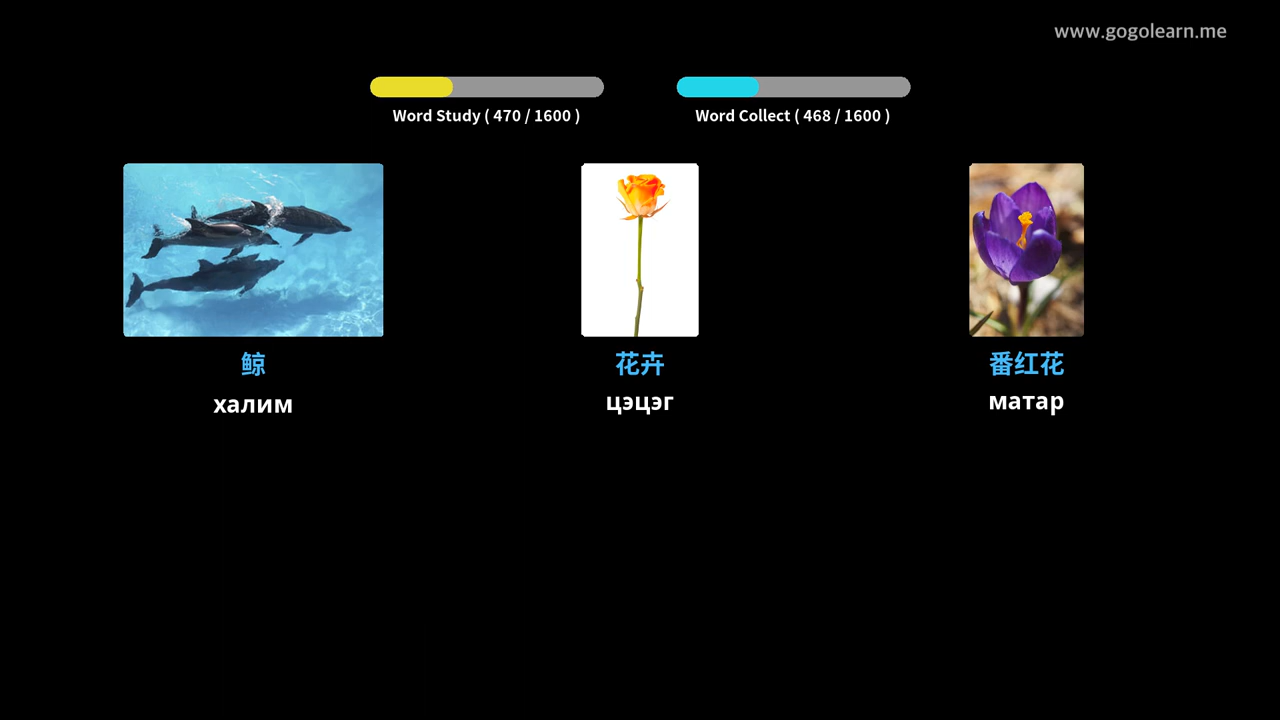 www.gogolearn.me
Word Study ( 470 / 1600 )
Word Collect ( 468 / 1600 )
鲸
花卉
番红花
халим
цэцэг
матар